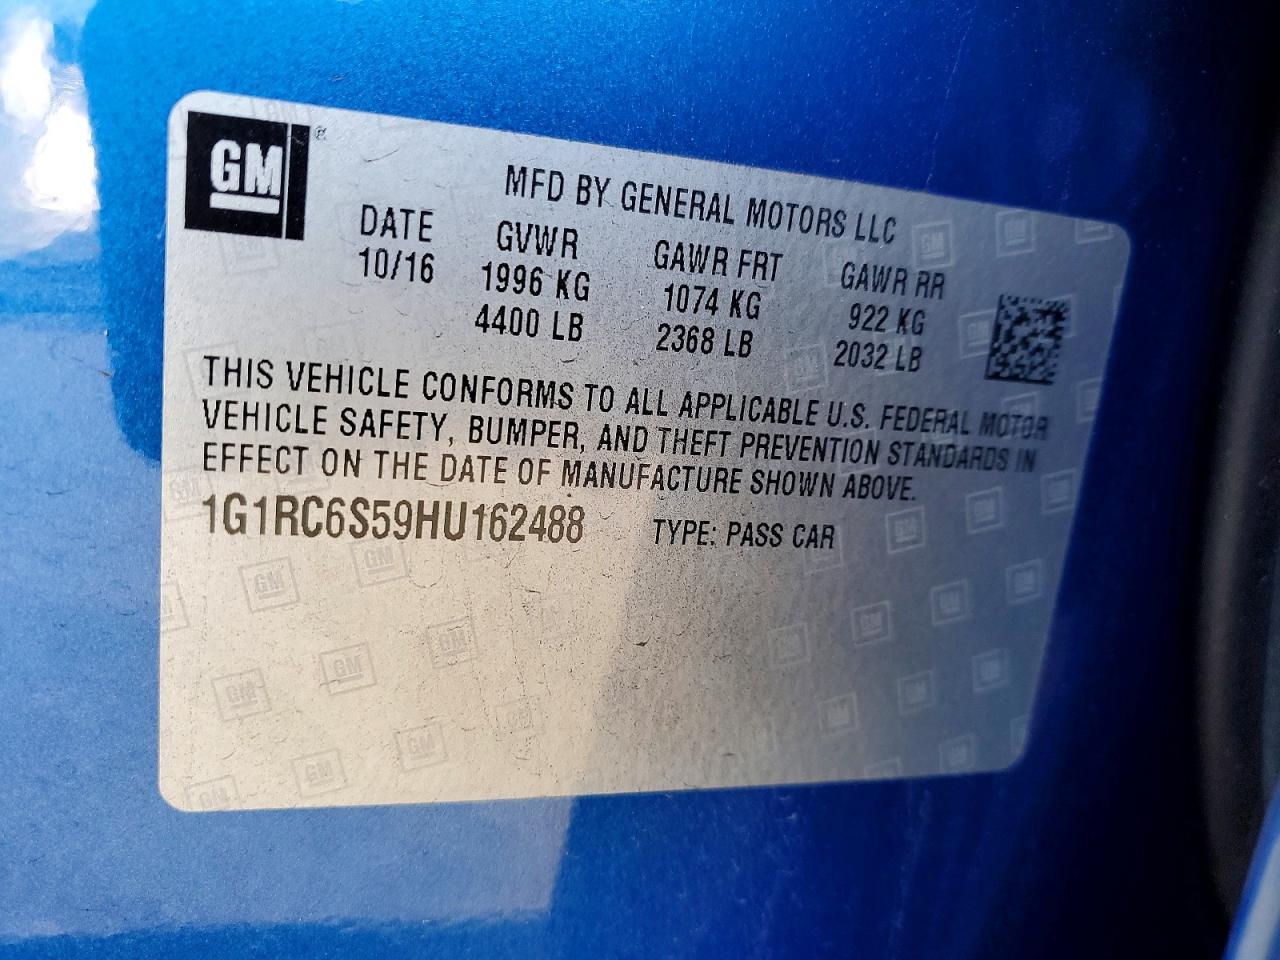 GM®
MFD BY GENERAL MOTORS LLC
DATE GVWR GAWR FRT GAWR RR
10/16 1996 KG 1074 KG 922 KG
4400 LB 2368 LB 2032 LB
THIS VEHICLE CONFORMS TO ALL APPLICABLE U.S. FEDERAL MOTOR
VEHICLE SAFETY, BUMPER, AND THEFT PREVENTION STANDARDS IN
EFFECT ON THE DATE OF MANUFACTURE SHOWN ABOVE.
1G1RC6S59HU162488 TYPE: PASS CAR